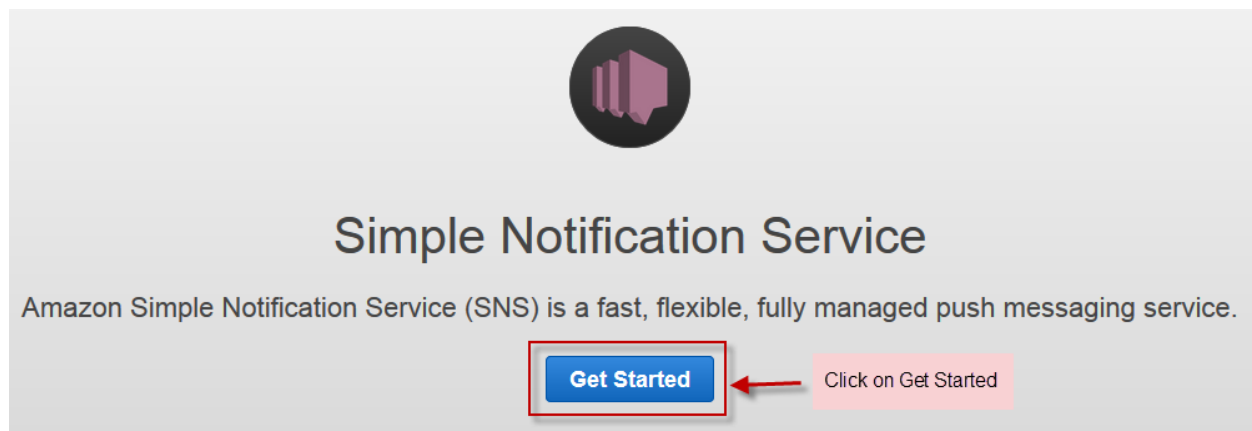 Simple Notification Service
Amazon Simple Notification Service (SNS) is a fast, flexible, fully managed push messaging service.
Get Started
Click on Get Started